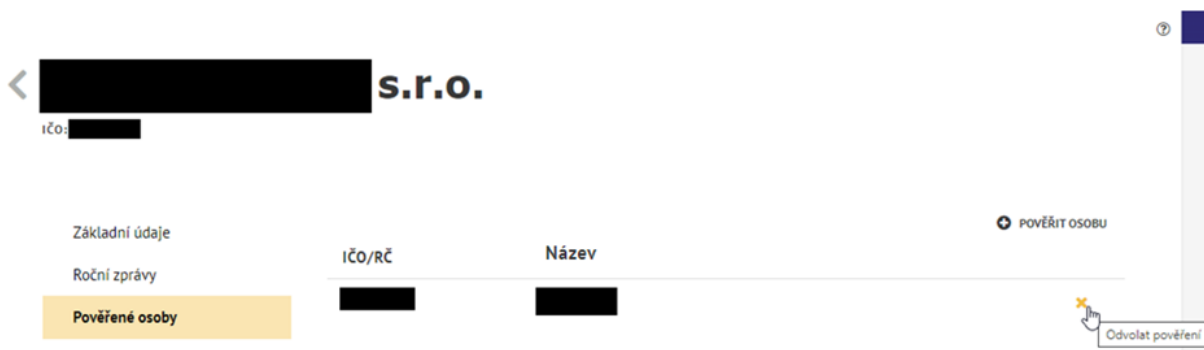 s.r.o.
IČO:
POVĚŘIT OSOBU
Základní údaje
IČO/RČ Název
Roční zprávy
Pověřené osoby
Odvolat pověření